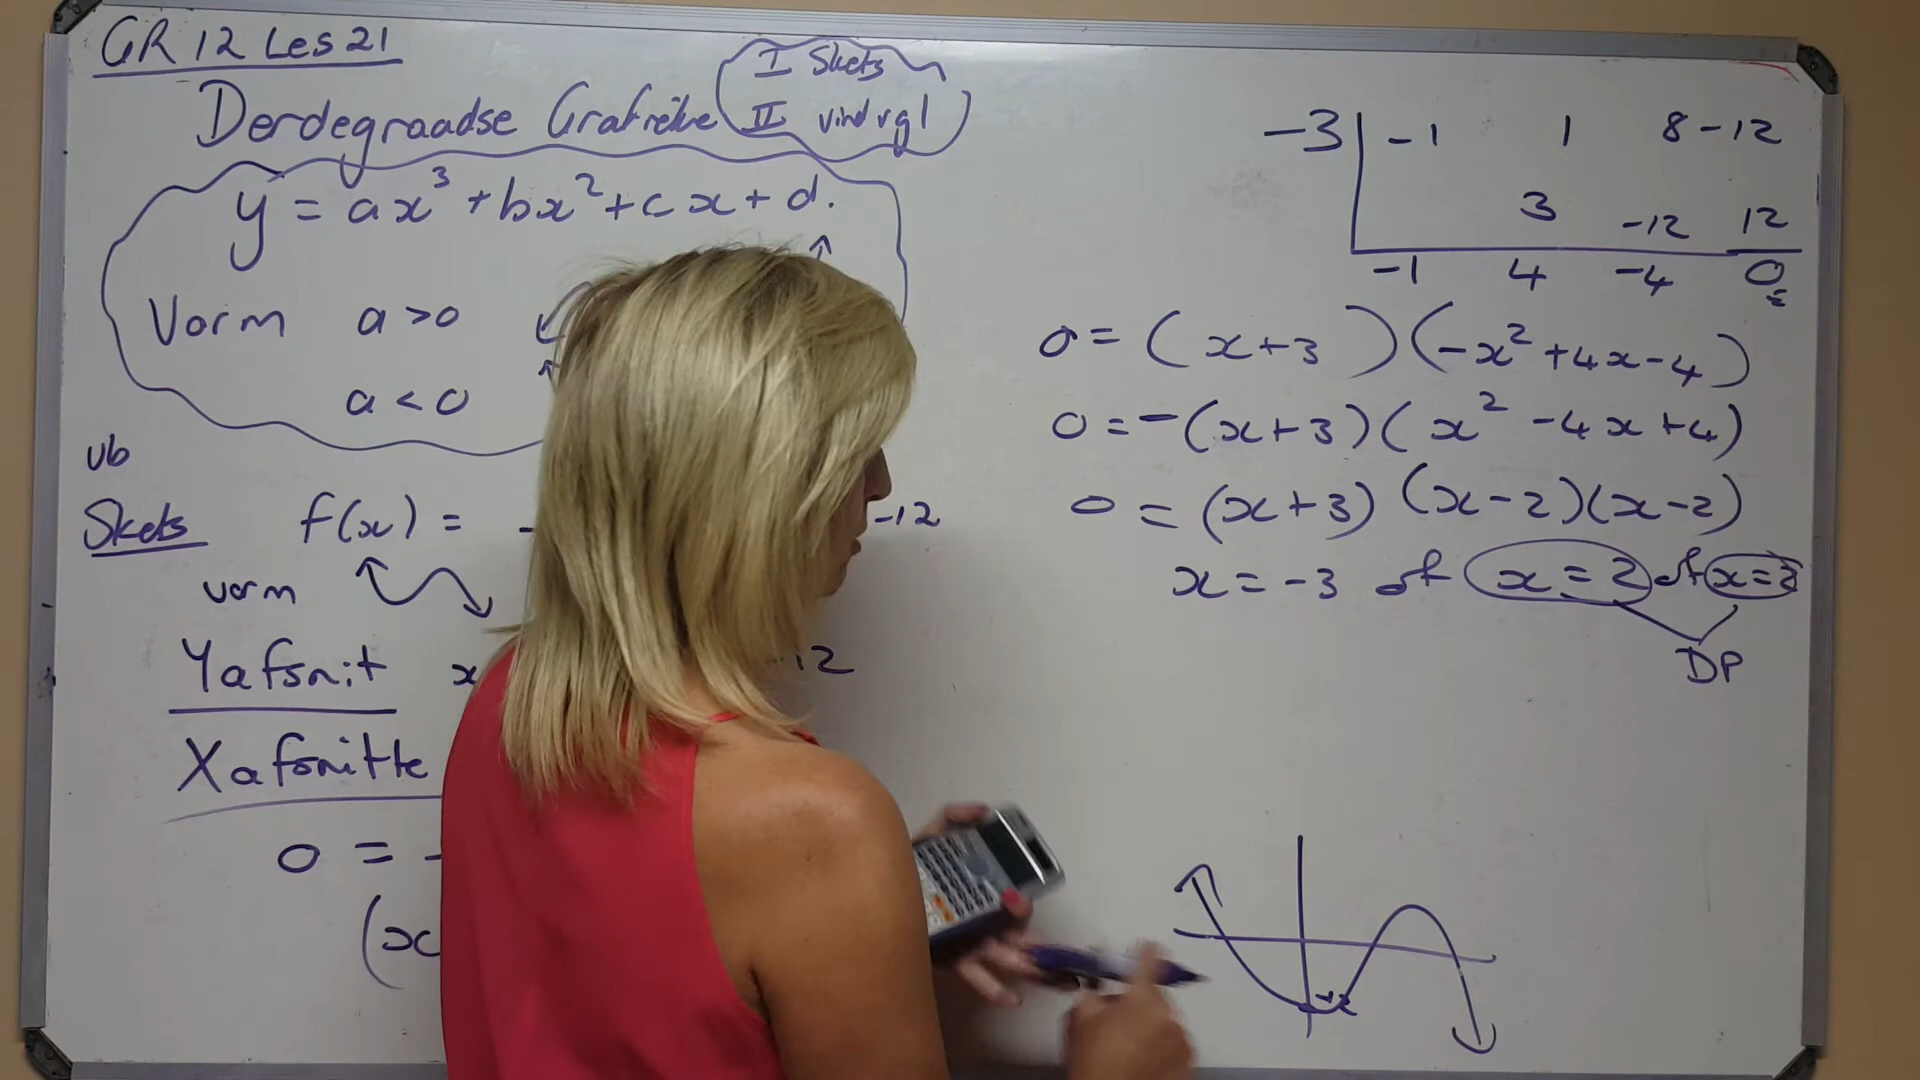 GR 12 Les 21
Derdegraadse Grafieke
I Skets
II vind vgl
y = ax³ + bx² + cx + d.
Vorm a > 0
a < 0
vb
Skets f(x) = - -12
vorm
Yafsnit x -12
Xafsnitte
0 = -
(x
-3 | -1 1 8 -12
3 -12 12
-1 4 -4 0
0 = (x+3)(-x² + 4x - 4)
0 = -(x+3)(x² - 4x + 4)
0 = (x+3)(x-2)(x-2)
x = -3 of x = 2 of x = 2
DP